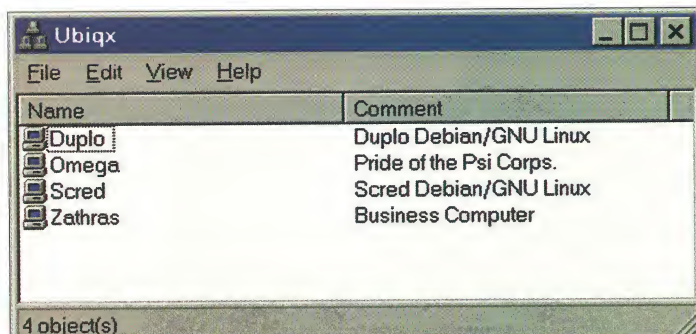 Ubiqx
File Edit View Help
Name Comment
Duplo Duplo Debian/GNU Linux
Omega Pride of the Psi Corps.
Scred Scred Debian/GNU Linux
Zathras Business Computer
4 object(s)